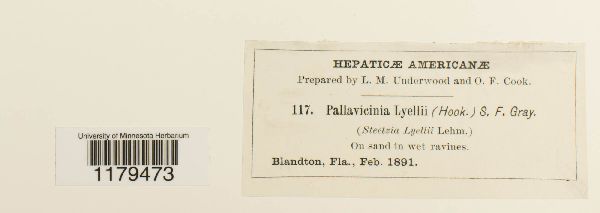 HEPATICÆ AMERICANÆ
Prepared by L. M. Underwood and O. F. Cook.
117. Pallavicinia Lyellii (Hook.) S. F. Gray.
(Steetzia Lyellii Lehm.)
On sand in wet ravines.
Blandton, Fla., Feb. 1891.
University of Minnesota Herbarium
1179473